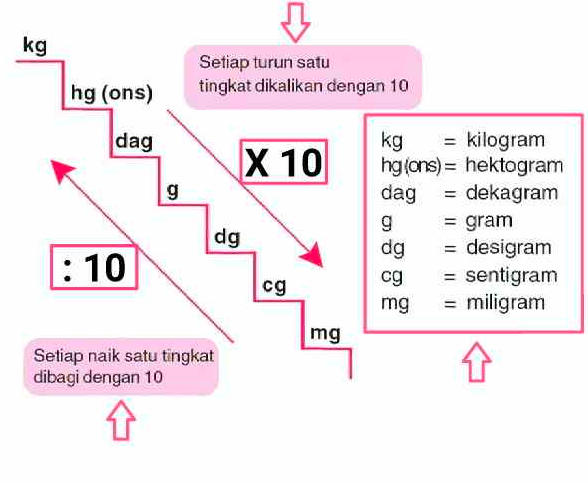 kg
Setiap turun satu
tingkat dikalikan dengan 10
hg (ons)
dag
X 10
g
dg
: 10
cg
mg
kg = kilogram
hg(ons) = hektogram
dag = dekagram
g = gram
dg = desigram
cg = sentigram
mg = miligram
Setiap naik satu tingkat
dibagi dengan 10